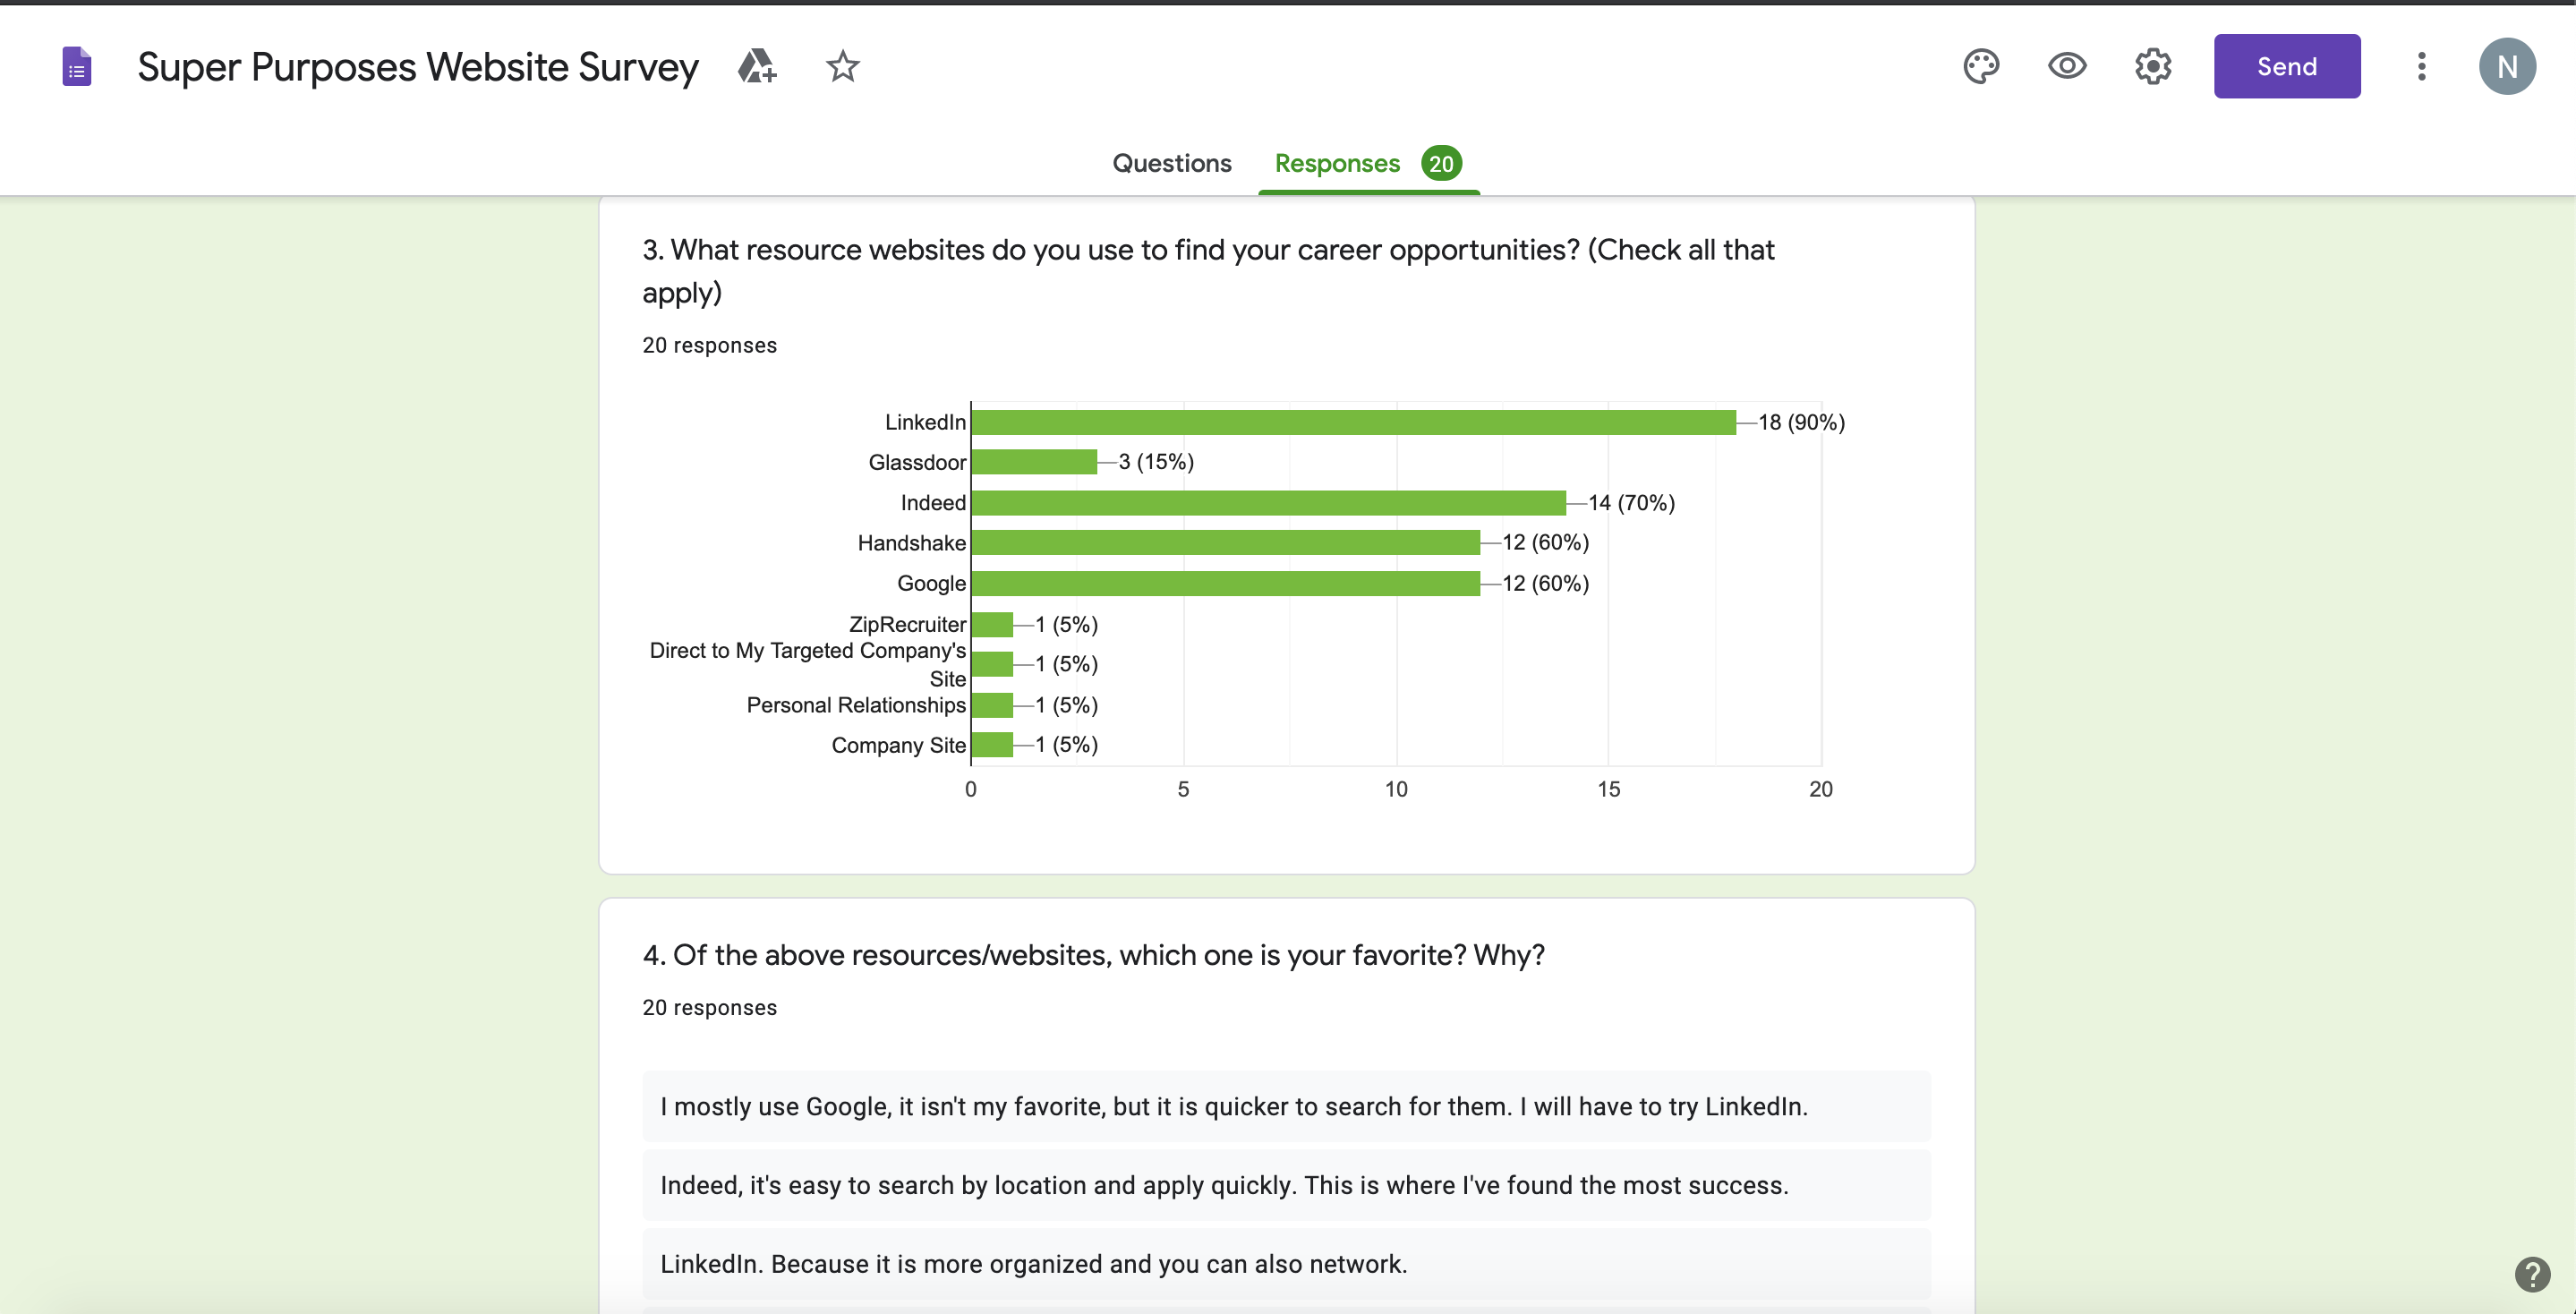 Super Purposes Website Survey
Send
N
Questions
Responses 20
3. What resource websites do you use to find your career opportunities? (Check all that
apply)
20 responses
LinkedIn 18 (90%)
Glassdoor 3 (15%)
Indeed 14 (70%)
Handshake 12 (60%)
Google 12 (60%)
ZipRecruiter 1 (5%)
Direct to My Targeted Company's
Site 1 (5%)
Personal Relationships 1 (5%)
Company Site 1 (5%)
0 5 10 15 20
4. Of the above resources/websites, which one is your favorite? Why?
20 responses
I mostly use Google, it isn't my favorite, but it is quicker to search for them. I will have to try LinkedIn.
Indeed, it's easy to search by location and apply quickly. This is where I've found the most success.
LinkedIn. Because it is more organized and you can also network.
?